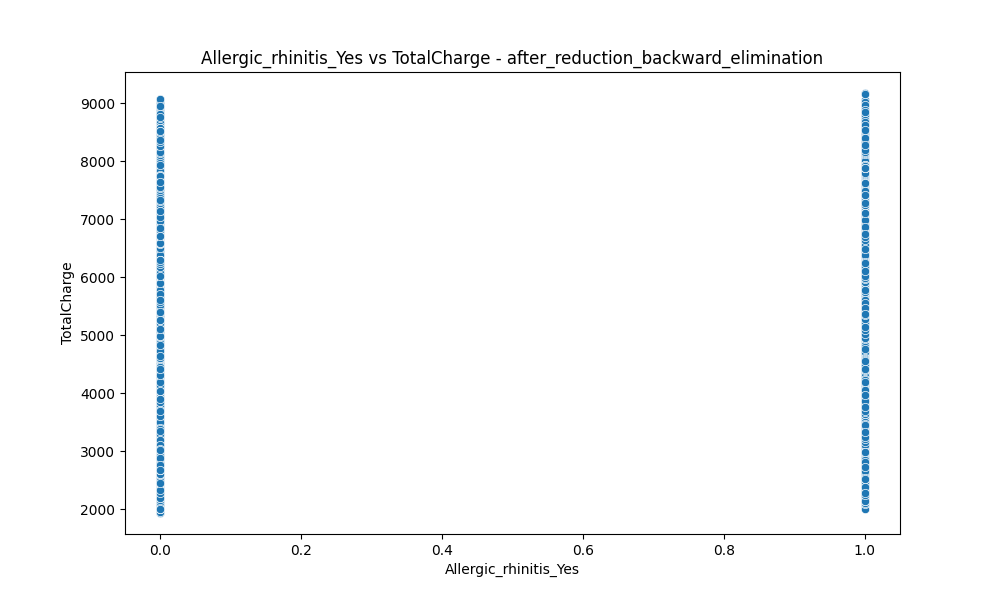 Allergic_rhinitis_Yes vs TotalCharge - after_reduction_backward_elimination
TotalCharge
9000
8000
7000
6000
5000
4000
3000
2000
0.0 0.2 0.4 0.6 0.8 1.0
Allergic_rhinitis_Yes